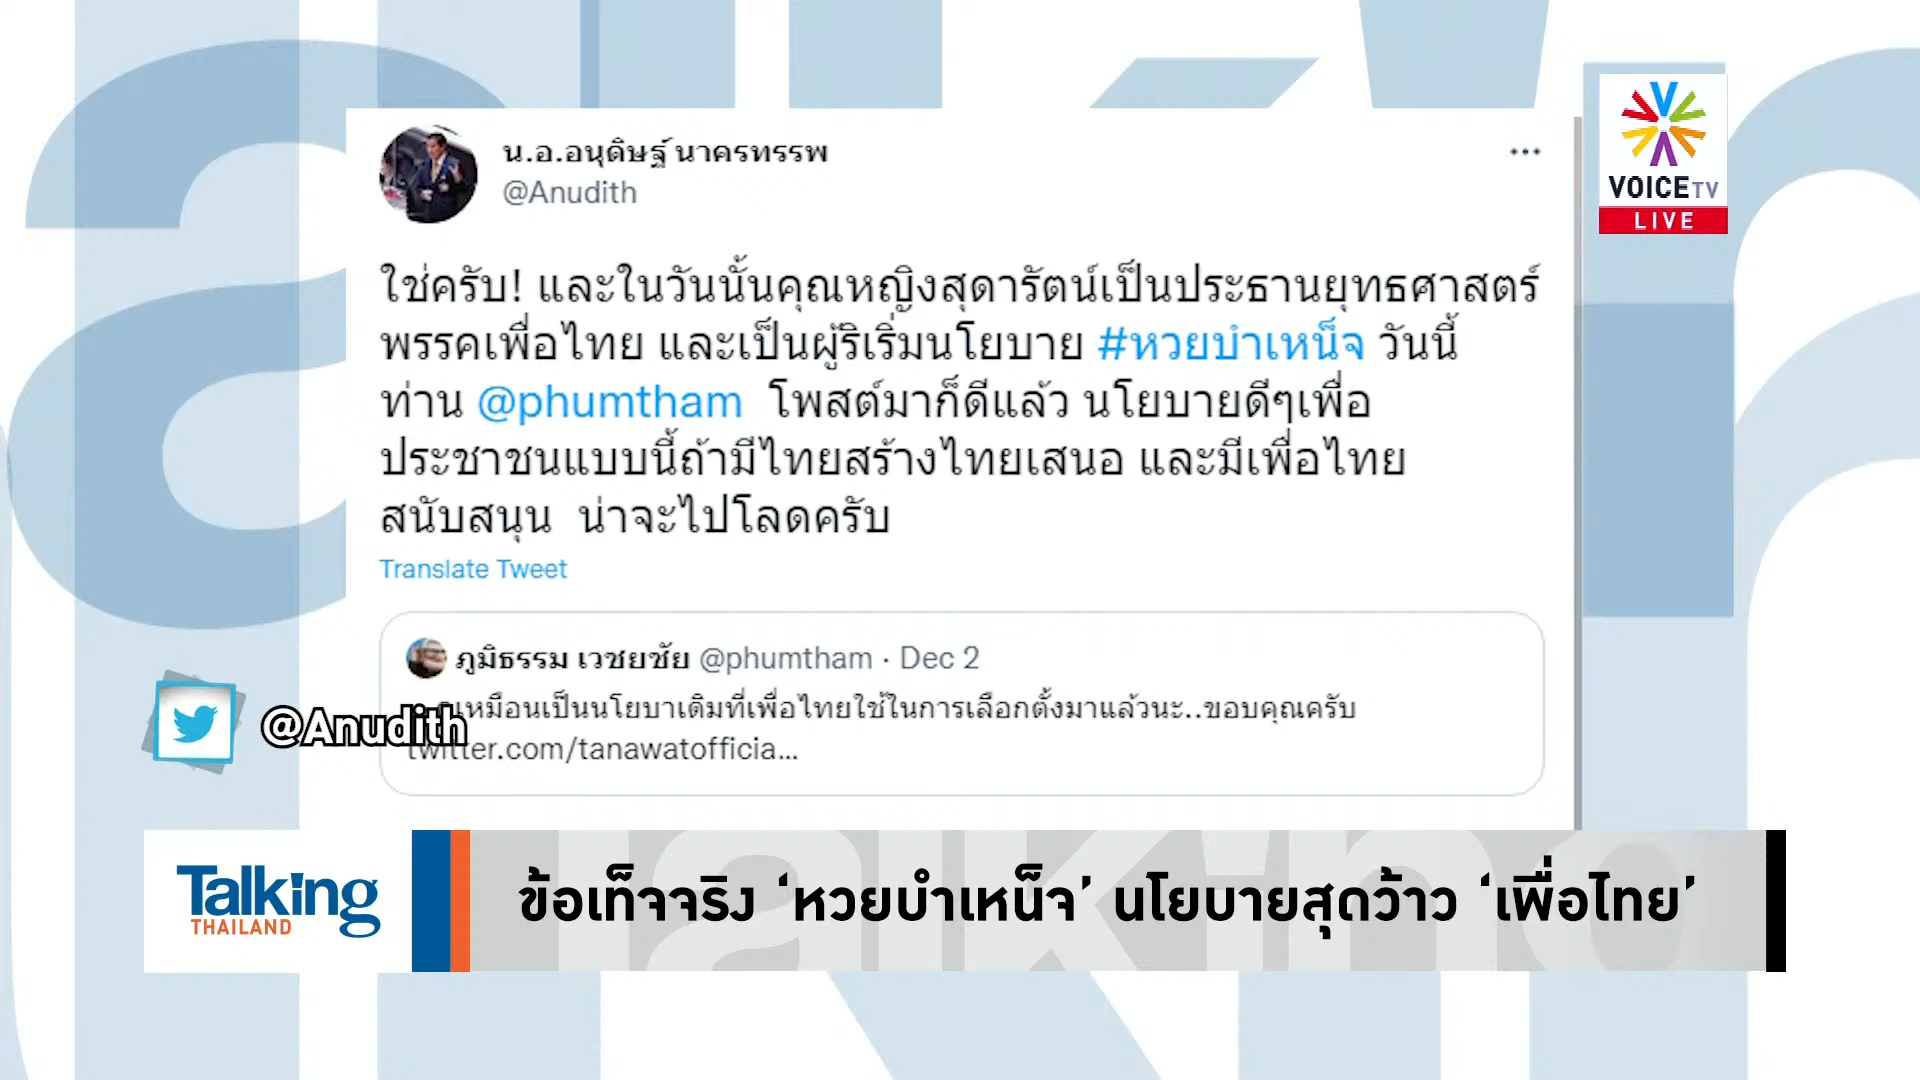 น.อ.อนุดิษฐ์ นาครทรรพ
@Anudith
VOICE TV
LIVE
ใช่ครับ! และในวันนั้นคุณหญิงสุดารัตน์เป็นประธานยุทธศาสตร์
พรรคเพื่อไทย และเป็นผู้ริเริ่มนโยบาย #หวยบำเหน็จ วันนี้
ท่าน @phumtham โพสต์มาก็ดีแล้ว นโยบายดีๆเพื่อ
ประชาชนแบบนี้ถ้ามีไทยสร้างไทยเสนอ และมีเพื่อไทย
สนับสนุน น่าจะไปโลดครับ
Translate Tweet
ภูมิธรรม เวชยชัย @phumtham · Dec 2
เหมือนเป็นนโยบาเดิมที่เพื่อไทยใช้ในการเลือกตั้งมาแล้วนะ..ขอบคุณครับ
@Anudith
twitter.com/tanawatofficia...
Talking
THAILAND
ข้อเท็จจริง ‘หวยบำเหน็จ’ นโยบายสุดว้าว ‘เพื่อไทย’